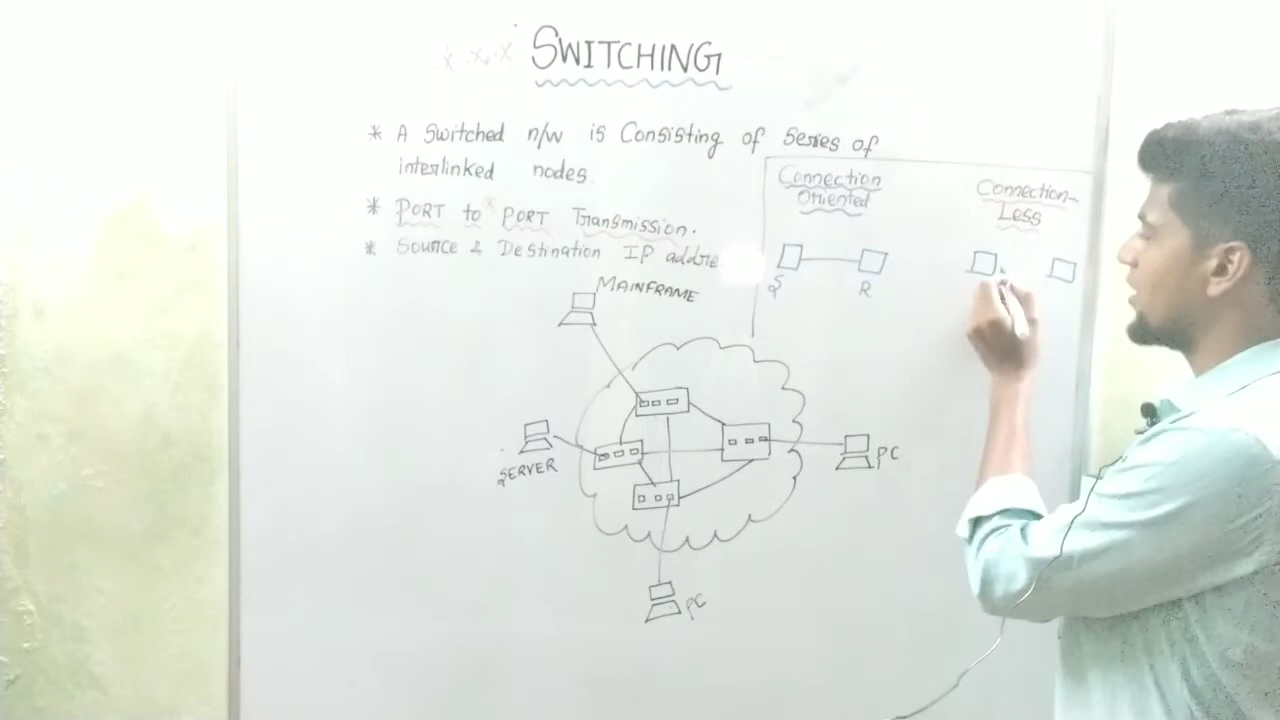 SWITCHING
* A Switched n/w is Consisting of Series of
interlinked nodes.
* PORT to PORT Transmission.
* Source & Destination IP addre
Connection
Oriented
Connection-
Less
S
R
MAINFRAME
SERVER
PC
PC